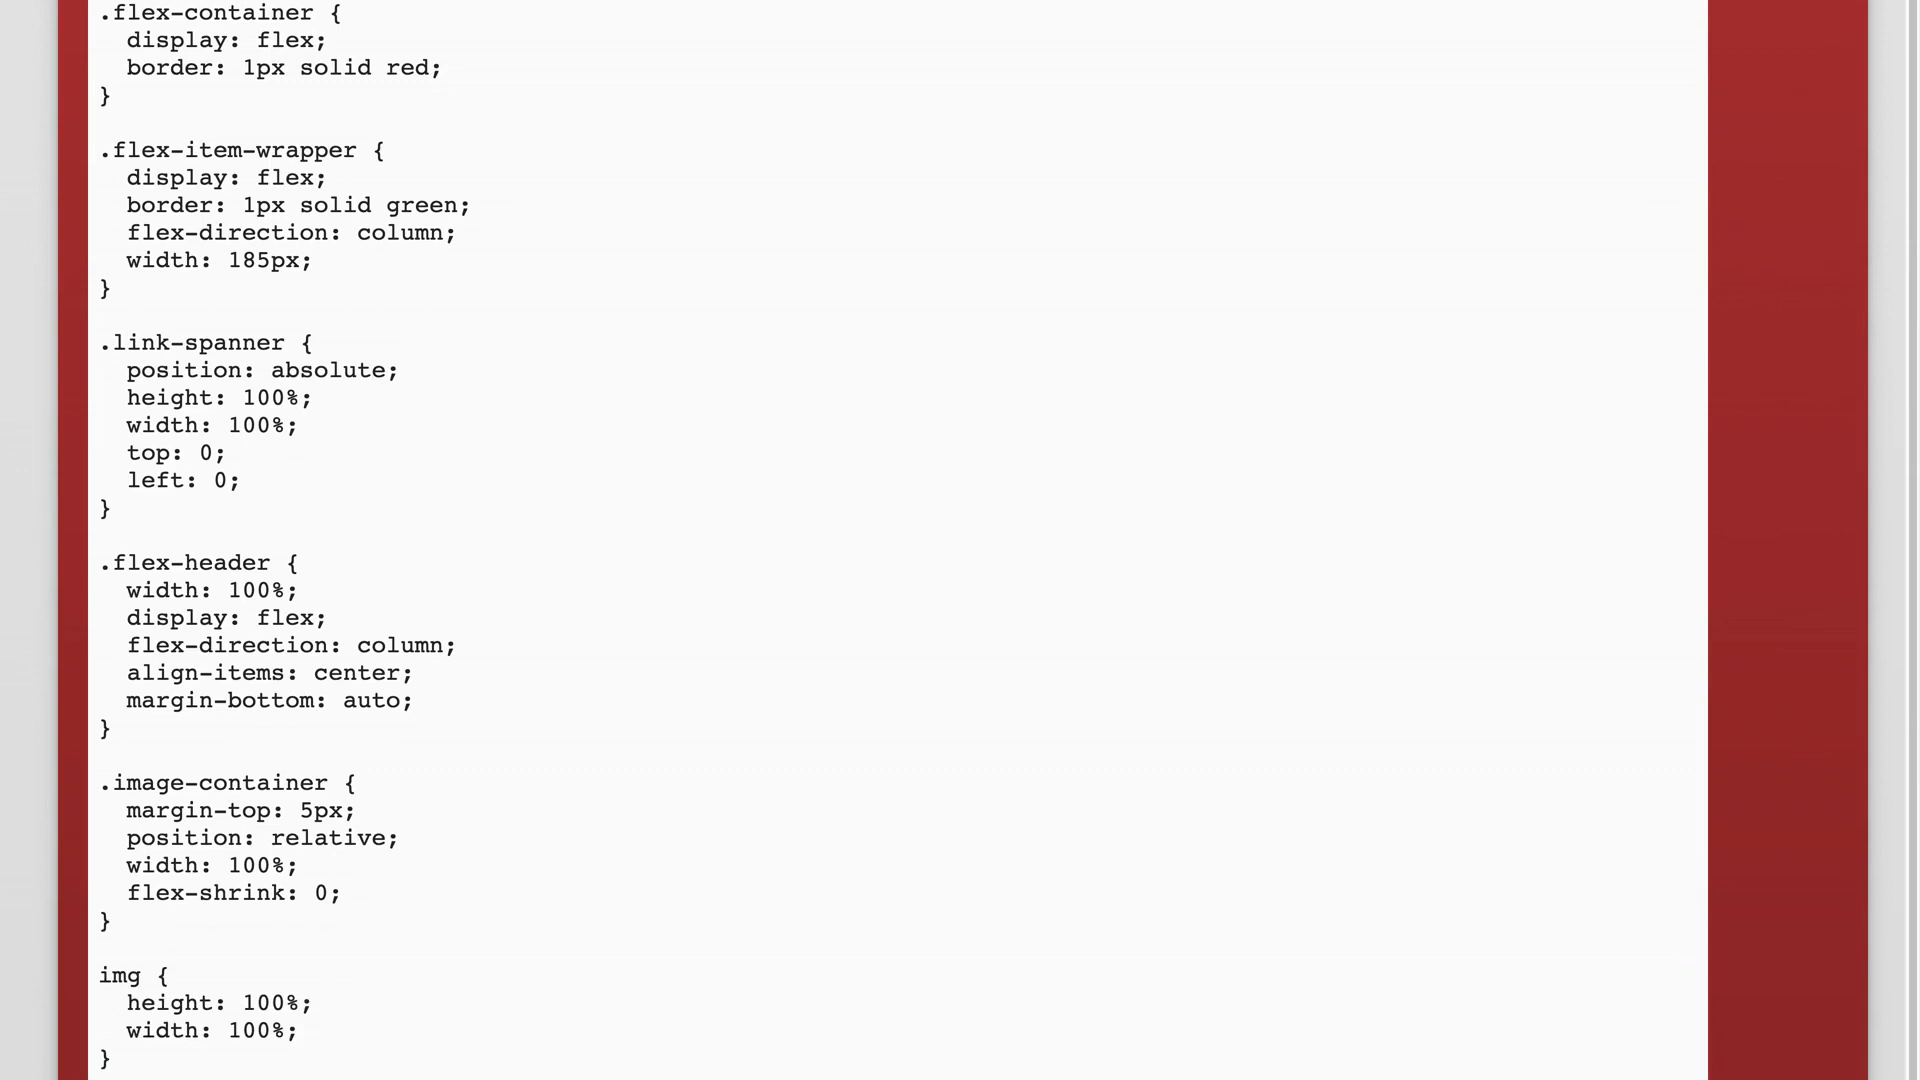 .flex-container {
  display: flex;
  border: 1px solid red;
}
.flex-item-wrapper {
  display: flex;
  border: 1px solid green;
  flex-direction: column;
  width: 185px;
}
.link-spanner {
  position: absolute;
  height: 100%;
  width: 100%;
  top: 0;
  left: 0;
}
.flex-header {
  width: 100%;
  display: flex;
  flex-direction: column;
  align-items: center;
  margin-bottom: auto;
}
.image-container {
  margin-top: 5px;
  position: relative;
  width: 100%;
  flex-shrink: 0;
}
img {
  height: 100%;
  width: 100%;
}